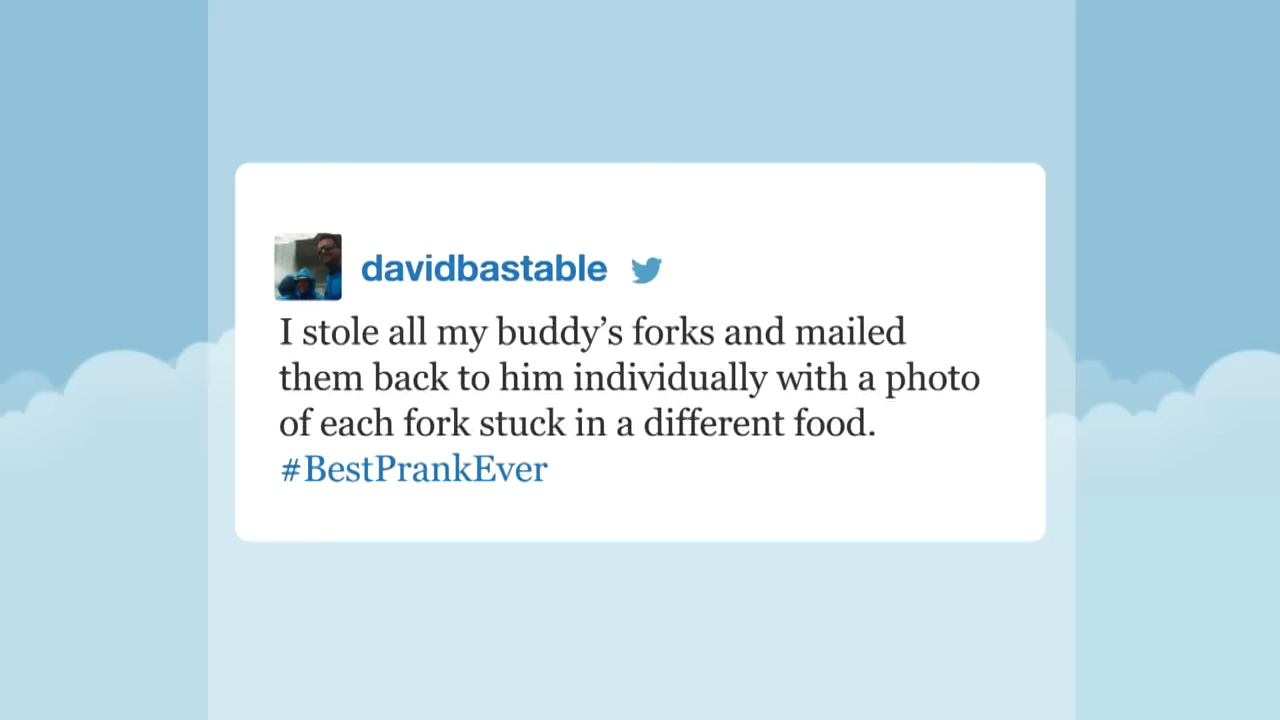 davidbastable
I stole all my buddy’s forks and mailed
them back to him individually with a photo
of each fork stuck in a different food.
#BestPrankEver